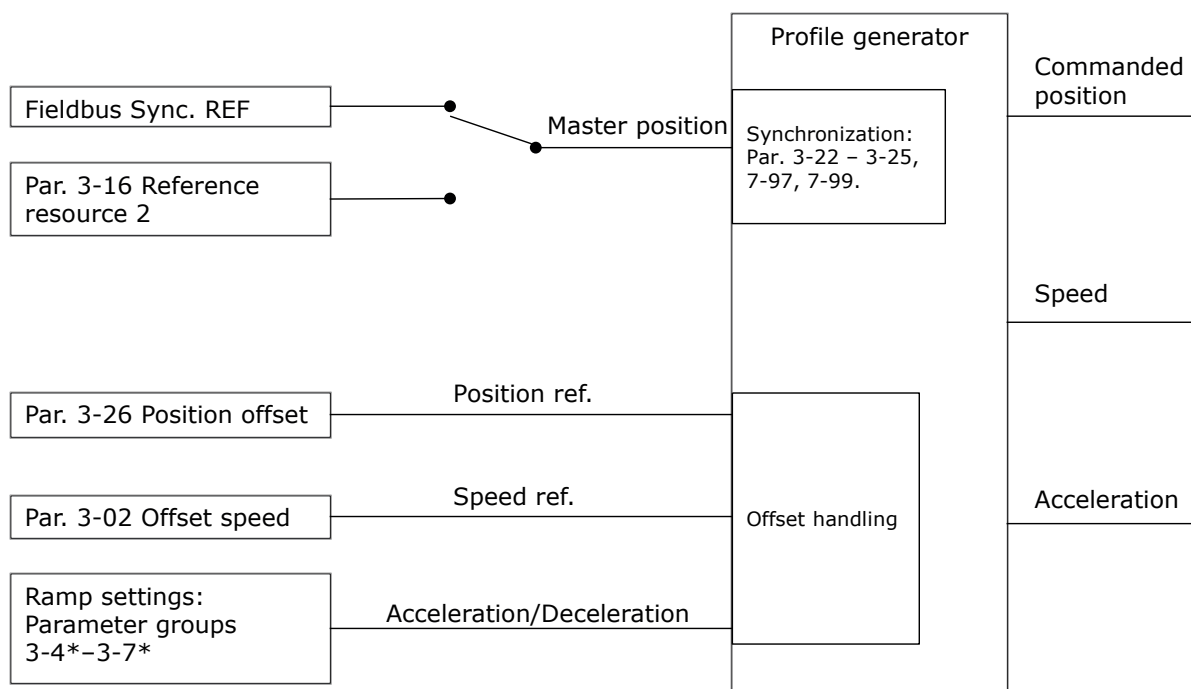 Profile generator
Commanded
position
Fieldbus Sync. REF
Master position
Synchronization:
Par. 3-22 – 3-25,
7-97, 7-99.
Par. 3-16 Reference
resource 2
Speed
Par. 3-26 Position offset
Position ref.
Par. 3-02 Offset speed
Speed ref.
Offset handling
Acceleration
Ramp settings:
Parameter groups
3-4*–3-7*
Acceleration/Deceleration